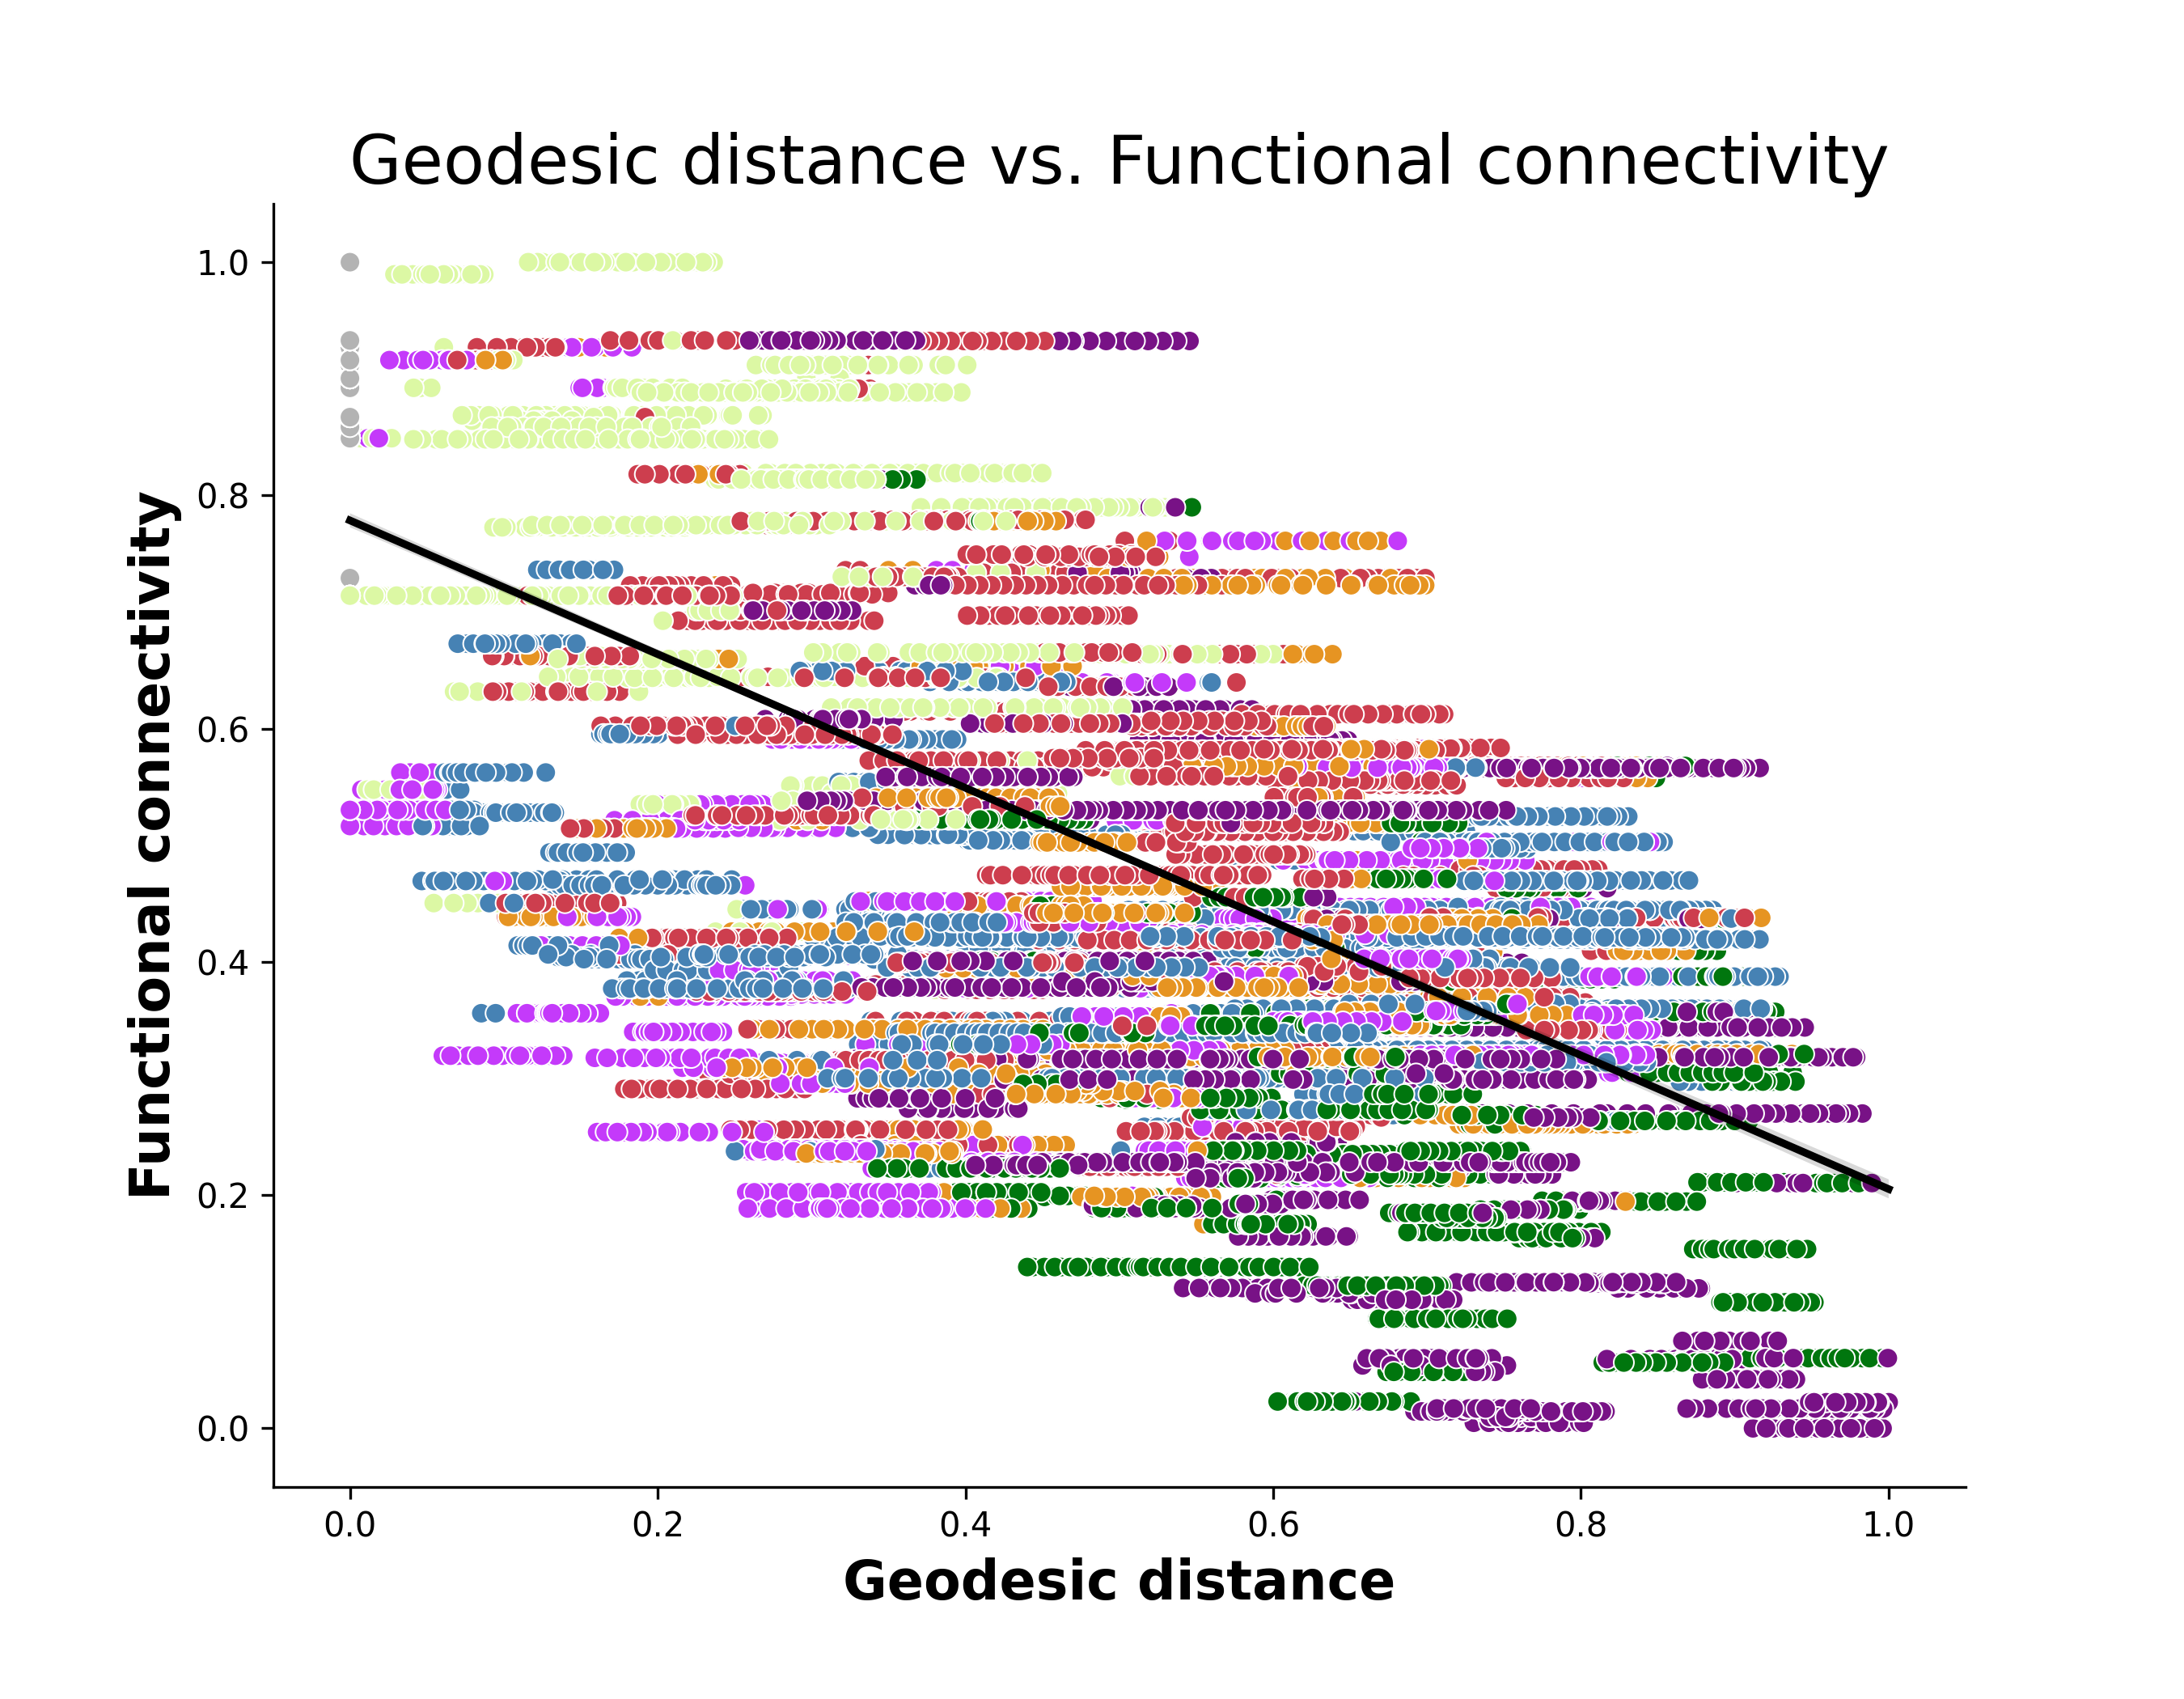 Geodesic distance vs. Functional connectivity
Functional connectivity
1.0
0.8
0.6
0.4
0.2
0.0
0.0 0.2 0.4 0.6 0.8 1.0
Geodesic distance